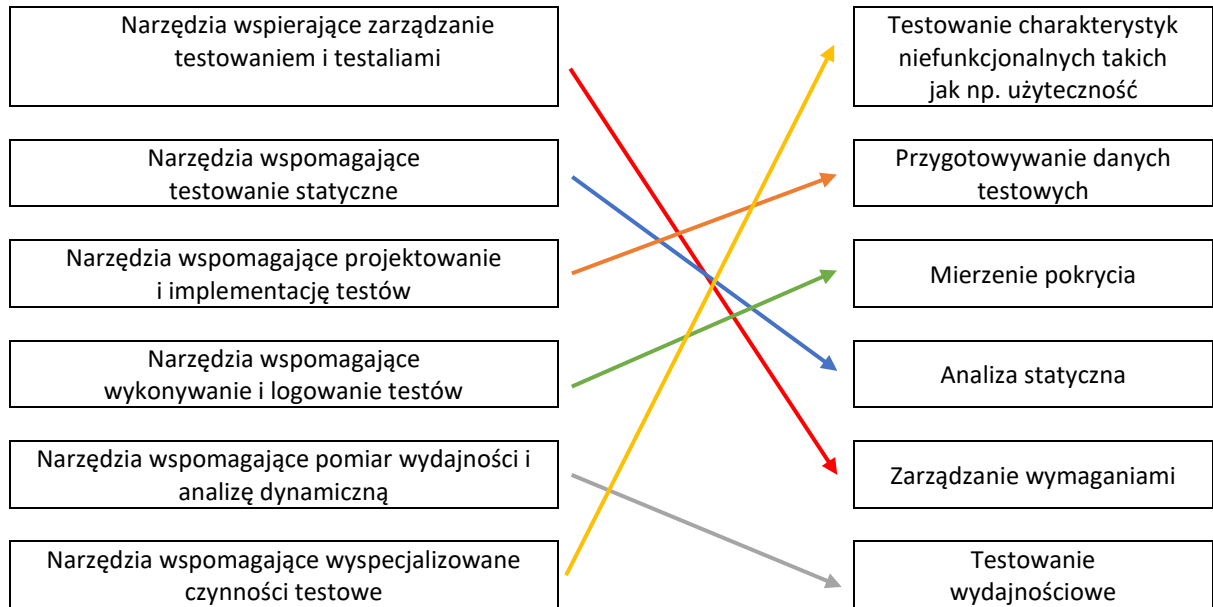 Narzędzia wspierające zarządzanie
testowaniem i testaliami
Testowanie charakterystyk
niefunkcjonalnych takich
jak np. użyteczność
Narzędzia wspomagające
testowanie statyczne
Przygotowywanie danych
testowych
Narzędzia wspomagające projektowanie
i implementację testów
Mierzenie pokrycia
Narzędzia wspomagające
wykonywanie i logowanie testów
Analiza statyczna
Narzędzia wspomagające pomiar wydajności i
analizę dynamiczną
Zarządzanie wymaganiami
Narzędzia wspomagające wyspecjalizowane
czynności testowe
Testowanie
wydajnościowe